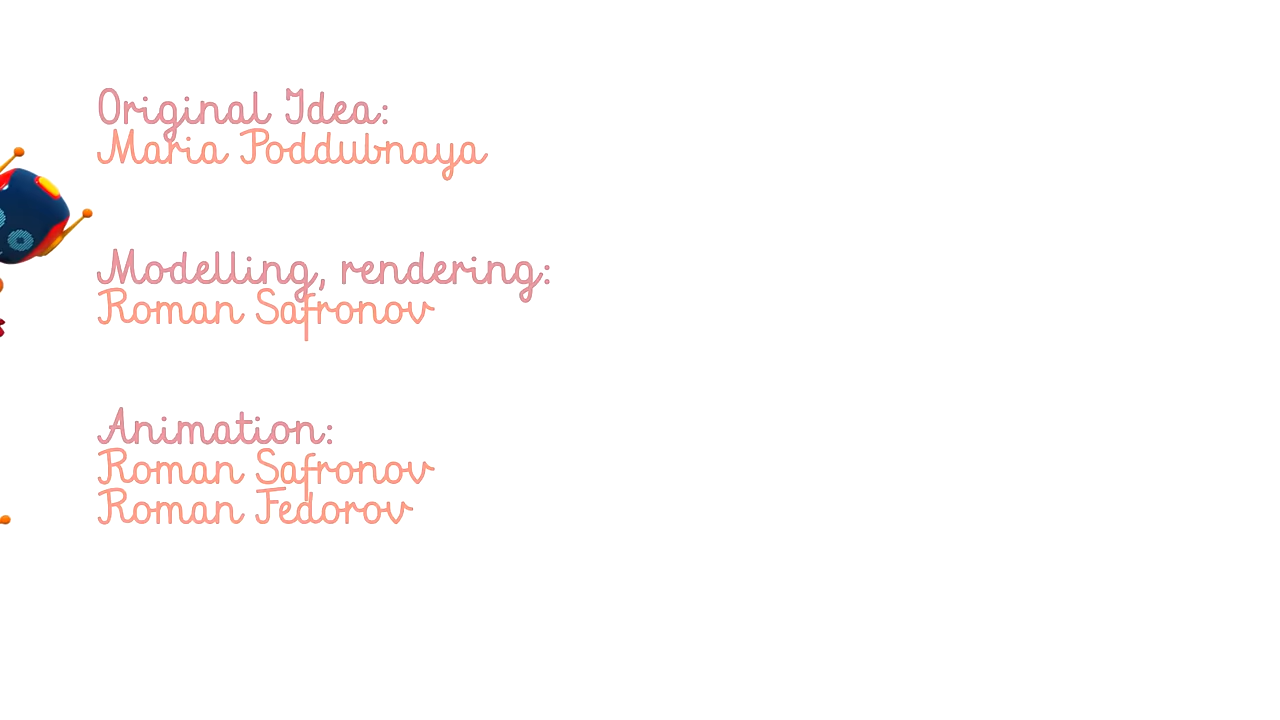 Original Idea:
Maria Poddubnaya
Modelling, rendering:
Roman Safronov
Animation:
Roman Safronov
Roman Fedorov